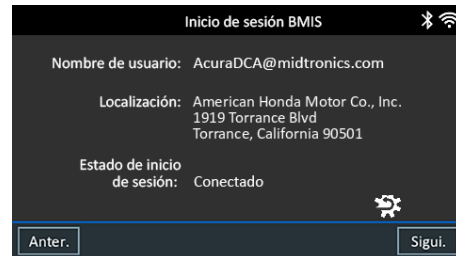 Inicio de sesión BMIS
Nombre de usuario: AcuraDCA@midtronics.com
Localización: American Honda Motor Co., Inc.
1919 Torrance Blvd
Torrance, California 90501
Estado de inicio
de sesión: Conectado
Anter. Sigui.